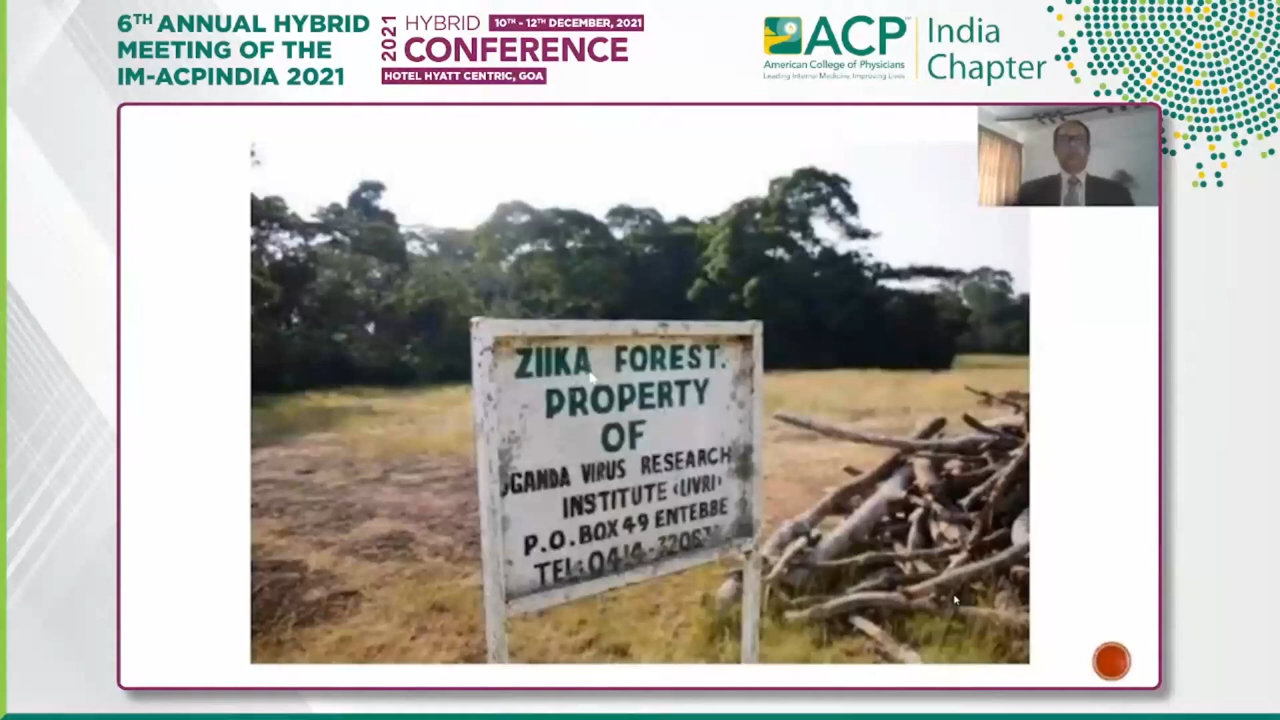 6TH ANNUAL HYBRID
MEETING OF THE
IM-ACPINDIA 2021
2021
HYBRID
10TH - 12TH DECEMBER, 2021
CONFERENCE
HOTEL HYATT CENTRIC, GOA
ACP
American College of Physicians
Leading Internal Medicine, Improving Lives
India
Chapter
ZIIKA FOREST.
PROPERTY
OF
GANDA VIRUS RESEARCH
INSTITUTE (UVRI)
P.O.BOX 49 ENTEBBE
TEL:0414-